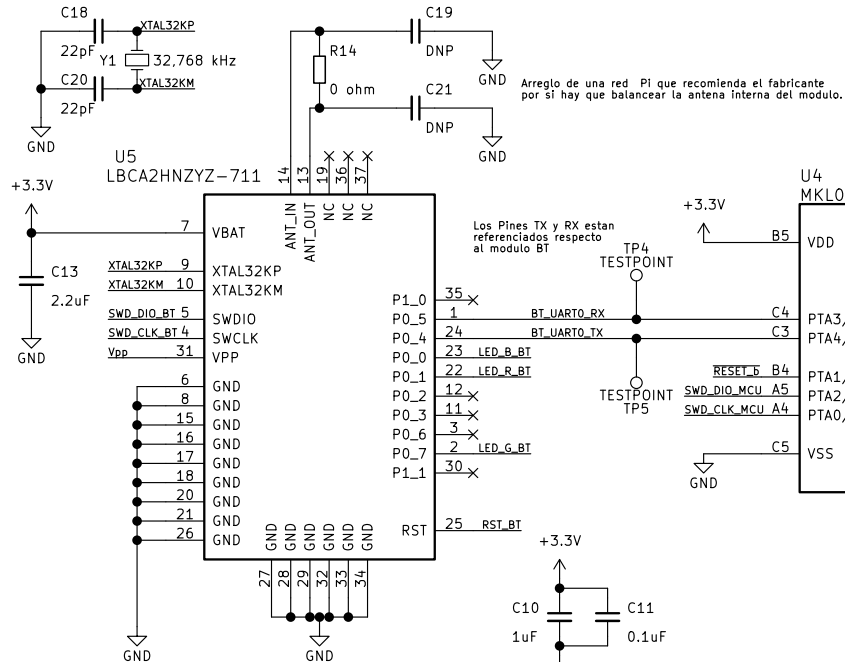 C18
XTAL32KP
22pF
Y1
32,768 kHz
C20
XTAL32KM
22pF
GND
C19
DNP
R14
0 ohm
GND
C21
DNP
GND
Arreglo de una red Pi que recomienda el fabricante
por si hay que balancear la antena interna del modulo.
U5
LBCA2HNZYZ-711
14
13
19
36
37
ANT_IN
ANT_OUT
NC
NC
NC
+3.3V
7 VBAT
C13
2.2uF
GND
XTAL32KP 9 XTAL32KP
XTAL32KM 10 XTAL32KM
SWD_DIO_BT 5 SWDIO
SWD_CLK_BT 4 SWCLK
Vpp 31 VPP
6 GND
8 GND
15 GND
16 GND
17 GND
18 GND
20 GND
21 GND
26 GND
GND
Los Pines TX y RX estan
referenciados respecto
al modulo BT
TP4
TESTPOINT
P1_0 35
P0_5 1 BT_UART0_RX
P0_4 24 BT_UART0_TX
P0_0 23 LED_B_BT
P0_1 22 LED_R_BT
P0_2 12
P0_3 11
P0_6 3
P0_7 2 LED_G_BT
P1_1 30
RST 25 RST_BT
TESTPOINT
TP5
GND
GND
GND
GND
GND
GND
27
28
29
32
33
34
GND
U4
MKL0
+3.3V
B5 VDD
C4 PTA3/
C3 PTA4/
RESET_b B4 PTA1/
SWD_DIO_MCU A5 PTA2/
SWD_CLK_MCU A4 PTA0/
C5 VSS
GND
+3.3V
C10
1uF
C11
0.1uF